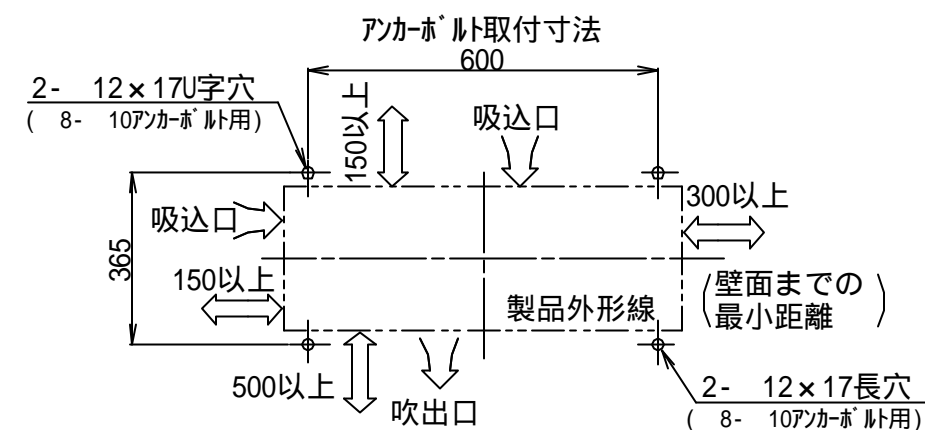 アンカーボルト取付寸法
600
2-　12×17U字穴
(　8-　10アンカーボルト用)
150以上
吸込口
吸込口
300以上
365
150以上
(壁面までの
最小距離)
製品外形線
500以上
吹出口
2-　12×17長穴
(　8-　10アンカーボルト用)